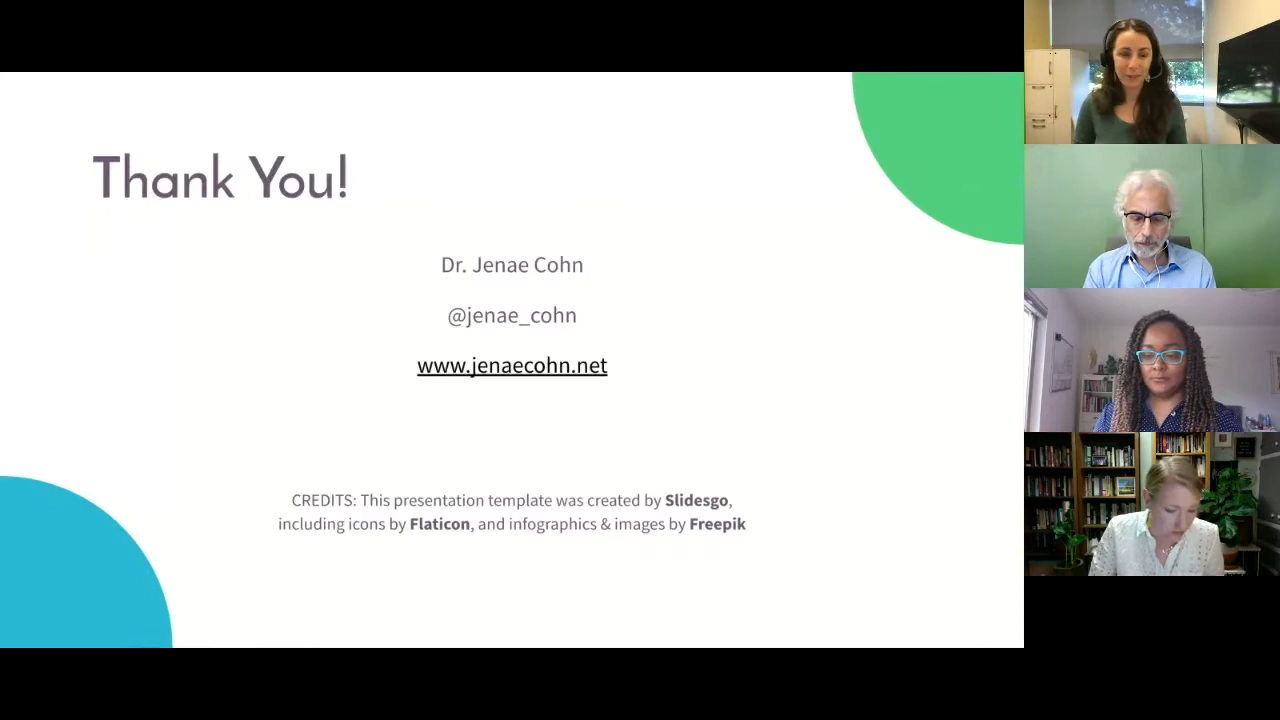 Thank You!
Dr. Jenae Cohn
@jenae_cohn
www.jenaecohn.net
CREDITS: This presentation template was created by Slidesgo,
including icons by Flaticon, and infographics & images by Freepik